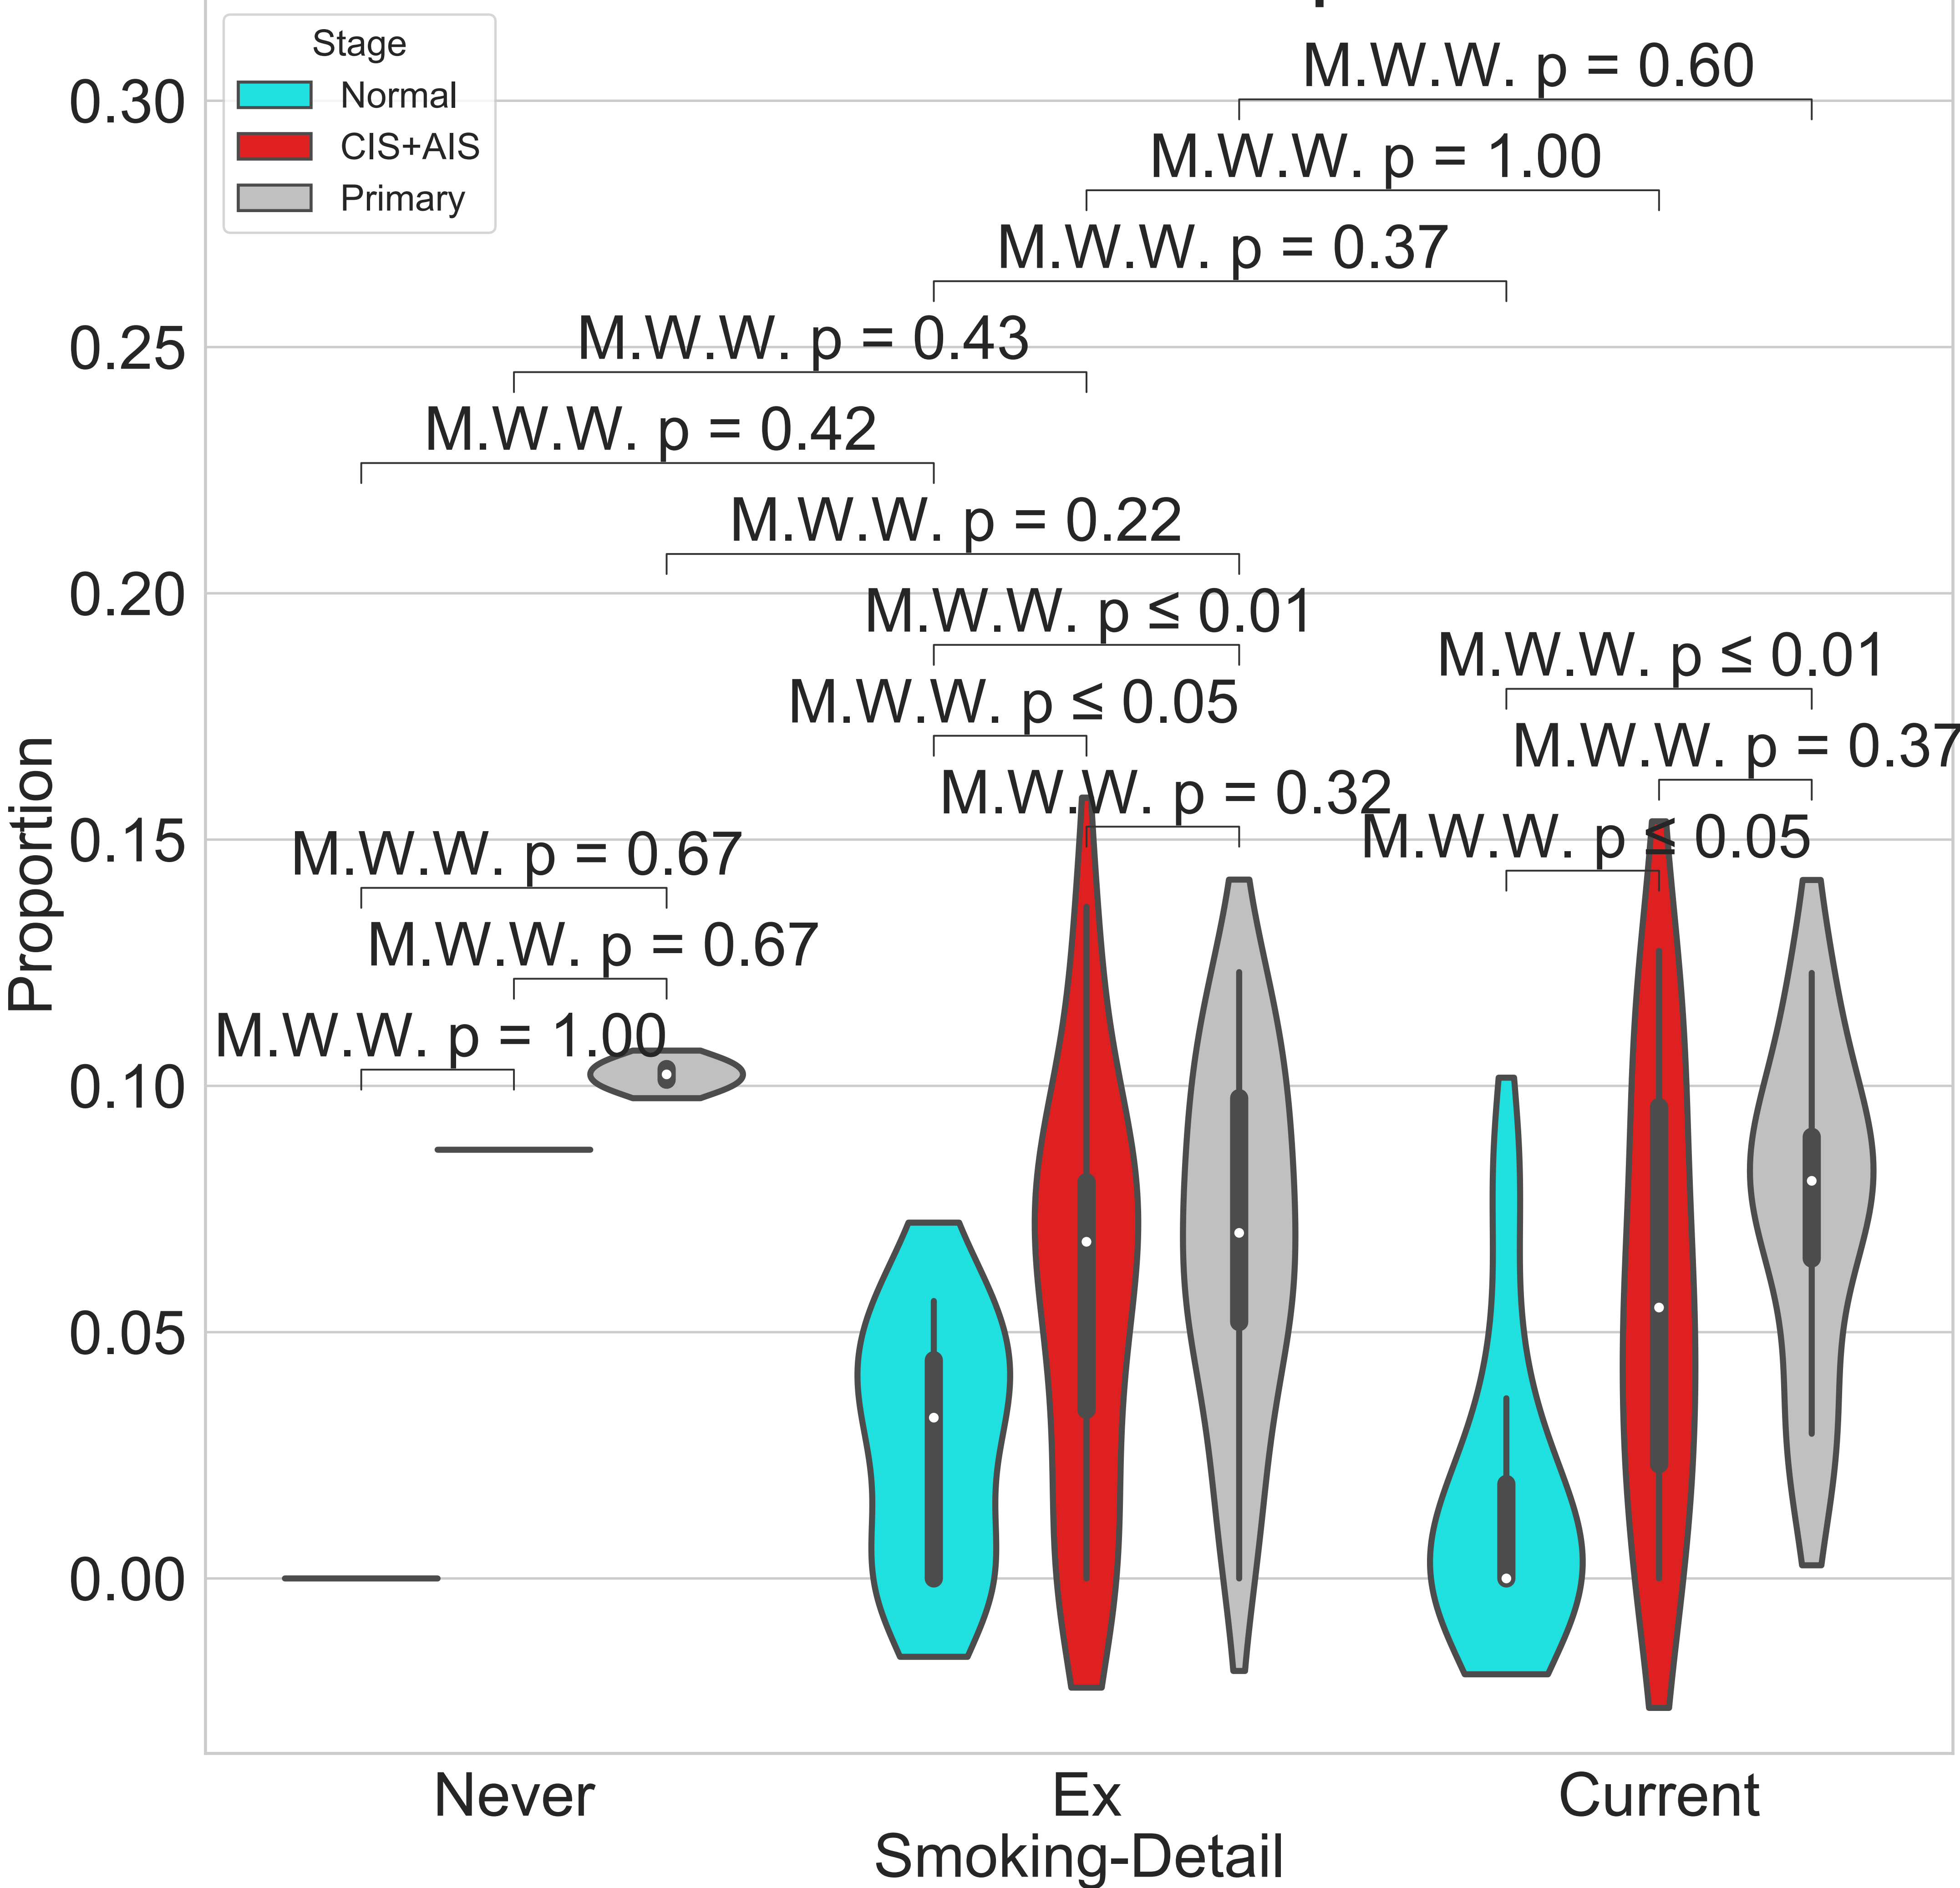 Stage
Normal
CIS+AIS
Primary
M.W.W. p = 0.60
M.W.W. p = 1.00
M.W.W. p = 0.37
M.W.W. p = 0.43
M.W.W. p = 0.42
M.W.W. p = 0.22
M.W.W. p ≤ 0.01
M.W.W. p ≤ 0.05
M.W.W. p = 0.32
M.W.W. p ≤ 0.01
M.W.W. p = 0.37
M.W.W. p ≤ 0.05
M.W.W. p = 0.67
M.W.W. p = 0.67
M.W.W. p = 1.00
0.30
0.25
0.20
0.15
0.10
0.05
0.00
Proportion
Never
Ex
Current
Smoking-Detail